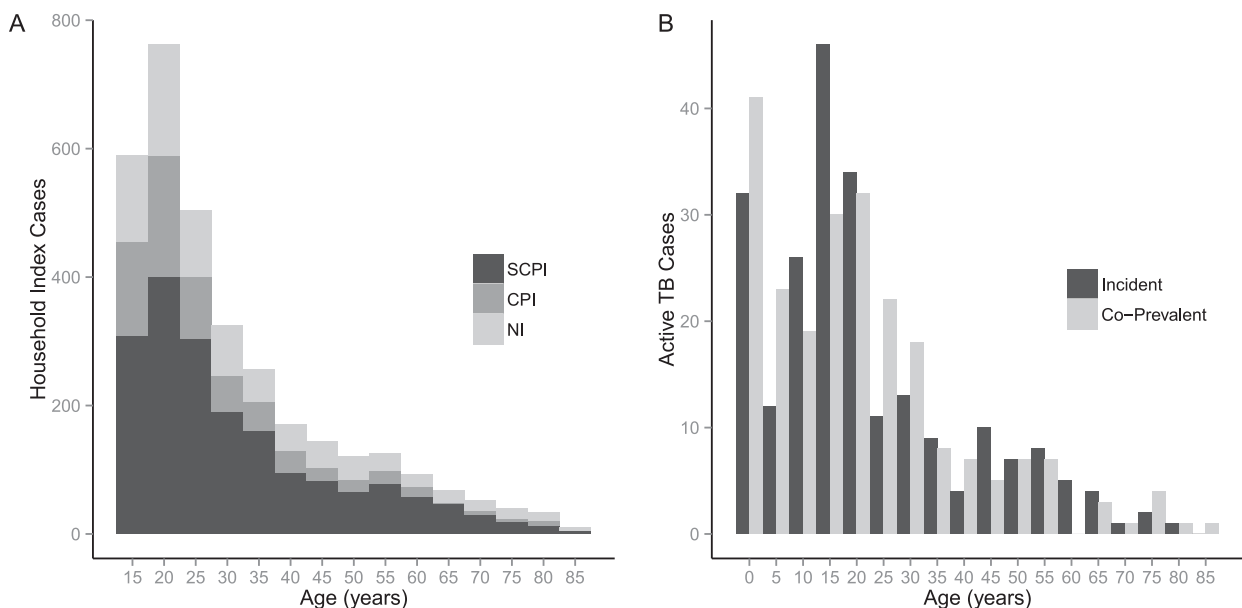 A
800
600
400
200
0
Household Index Cases
SCPI
CPI
NI
15 20 25 30 35 40 45 50 55 60 65 70 75 80 85
Age (years)
B
40
30
20
10
0
Active TB Cases
Incident
Co-Prevalent
0 5 10 15 20 25 30 35 40 45 50 55 60 65 70 75 80 85
Age (years)